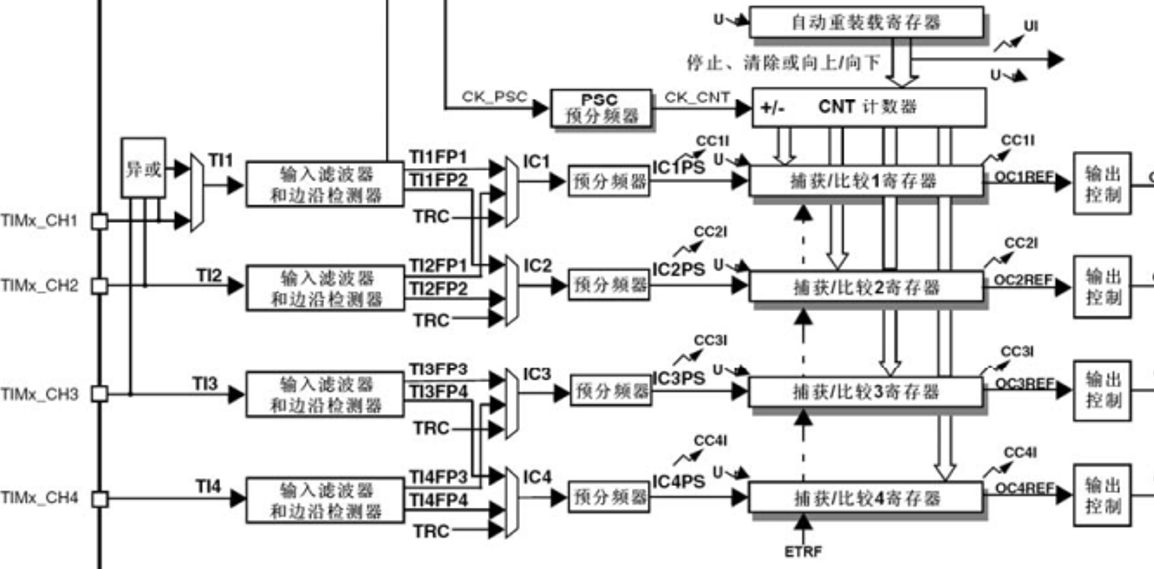 U
自动重装载寄存器
UI
停止、清除或向上/向下
U
CK_PSC
PSC
预分频器
CK_CNT
+/-
CNT 计数器
异或
TI1
输入滤波器
和边沿检测器
TI1FP1
TI1FP2
TRC
IC1
预分频器
CC1I
IC1PS
U
捕获/比较1寄存器
CC1I
OC1REF
输出
控制
TIMx_CH1
TIMx_CH2
TI2
输入滤波器
和边沿检测器
TI2FP1
TI2FP2
TRC
IC2
预分频器
CC2I
IC2PS
U
捕获/比较2寄存器
CC2I
OC2REF
输出
控制
TIMx_CH3
TI3
输入滤波器
和边沿检测器
TI3FP3
TI3FP4
TRC
IC3
预分频器
CC3I
IC3PS
U
捕获/比较3寄存器
CC3I
OC3REF
输出
控制
TIMx_CH4
TI4
输入滤波器
和边沿检测器
TI4FP3
TI4FP4
TRC
IC4
预分频器
CC4I
IC4PS
U
捕获/比较4寄存器
CC4I
OC4REF
输出
控制
ETRF